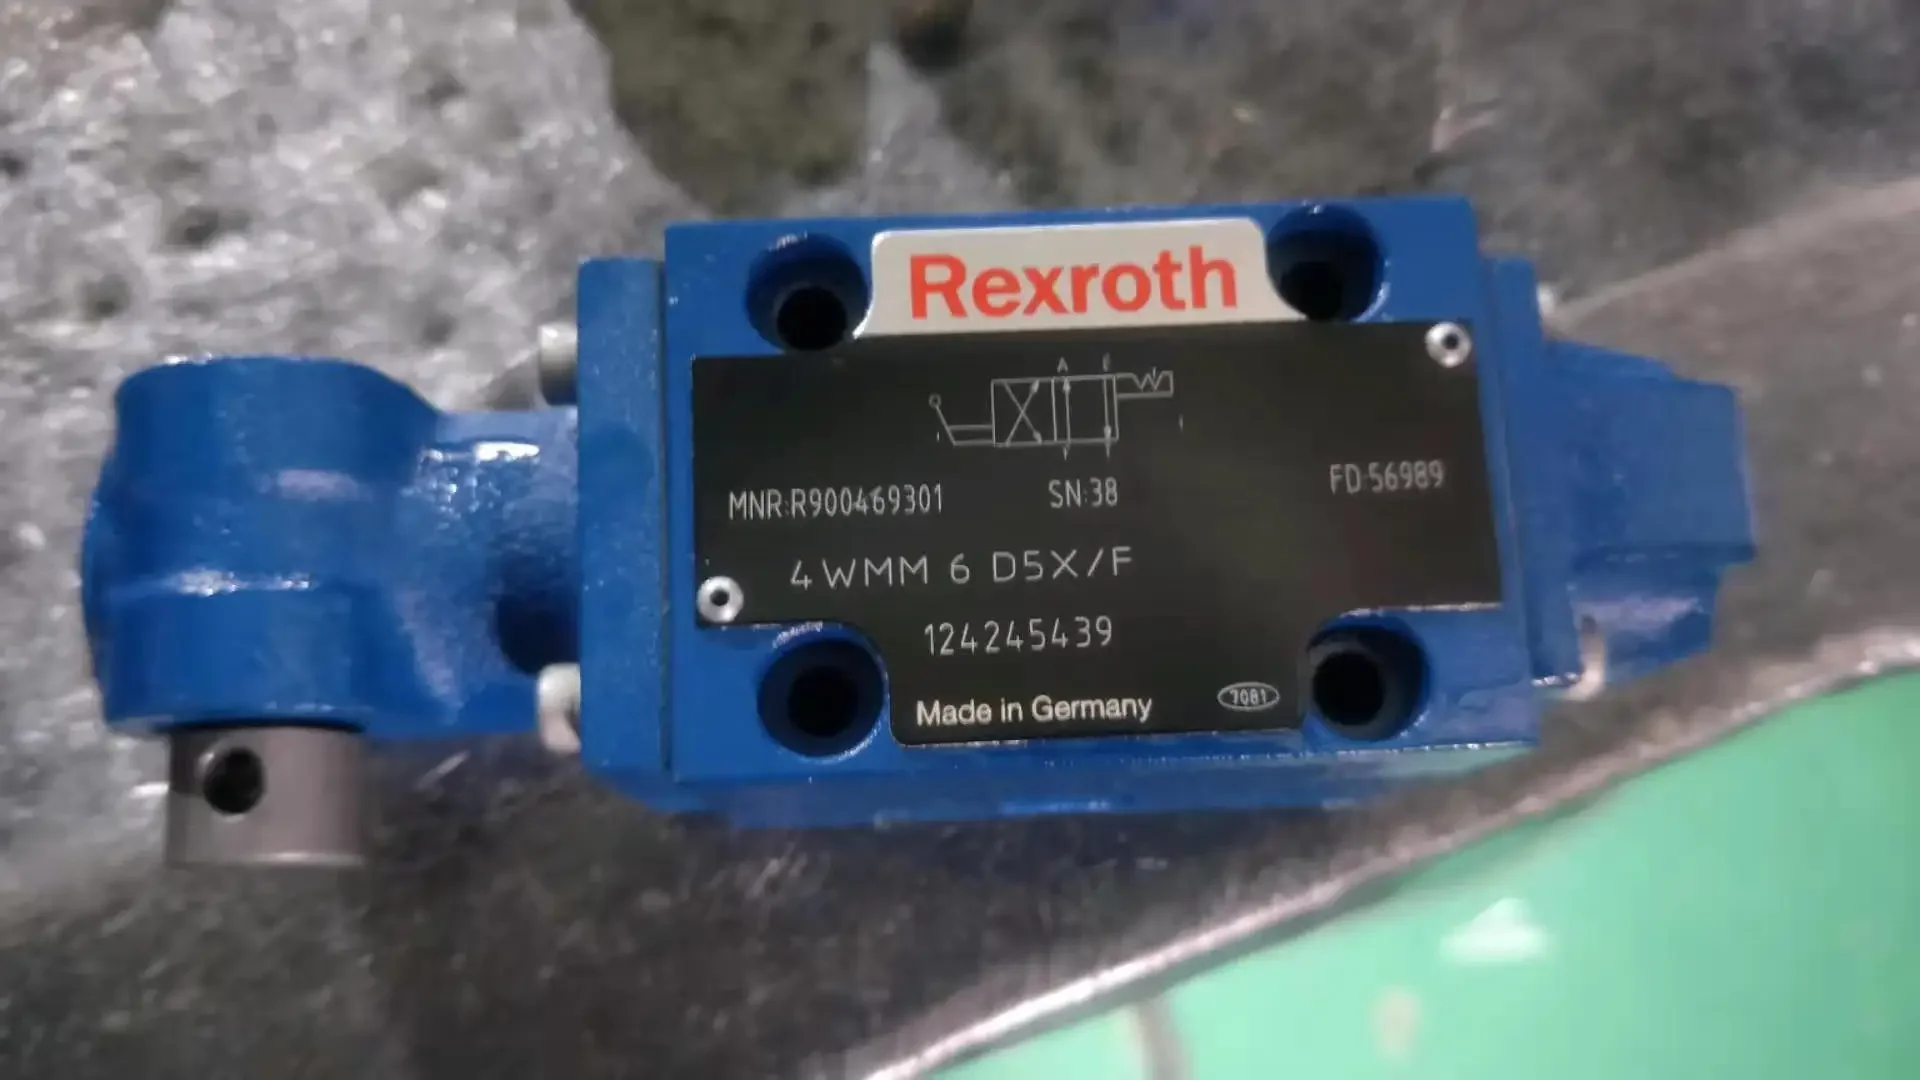 Rexroth
A
MNR:R900469301 SN:38 FD:56989
4WMM 6 D5X/F
124245439
Made in Germany 7081